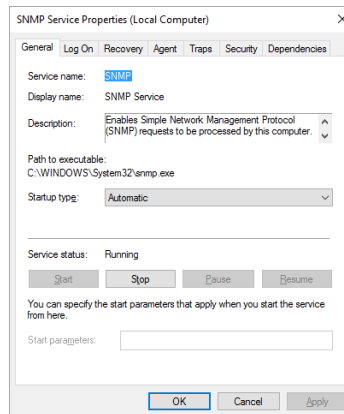 SNMP Service Properties (Local Computer)
General Log On Recovery Agent Traps Security Dependencies
Service name: SNMP
Display name: SNMP Service
Description: Enables Simple Network Management Protocol
(SNMP) requests to be processed by this computer.
Path to executable:
C:\WINDOWS\System32\snmp.exe
Startup type: Automatic
Service status: Running
Start Stop Pause Resume
You can specify the start parameters that apply when you start the service
from here.
Start parameters:
OK Cancel Apply